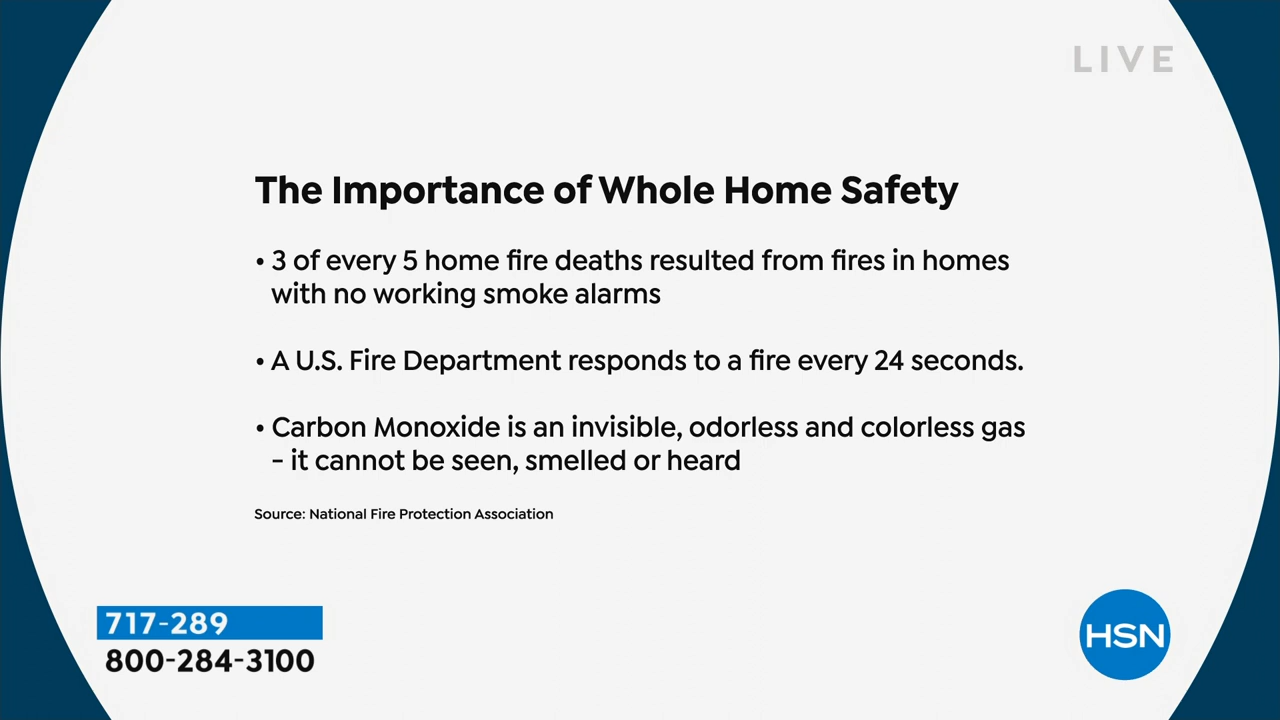 LIVE
The Importance of Whole Home Safety
• 3 of every 5 home fire deaths resulted from fires in homes
with no working smoke alarms
• A U.S. Fire Department responds to a fire every 24 seconds.
• Carbon Monoxide is an invisible, odorless and colorless gas
- it cannot be seen, smelled or heard
Source: National Fire Protection Association
717-289
800-284-3100
HSN